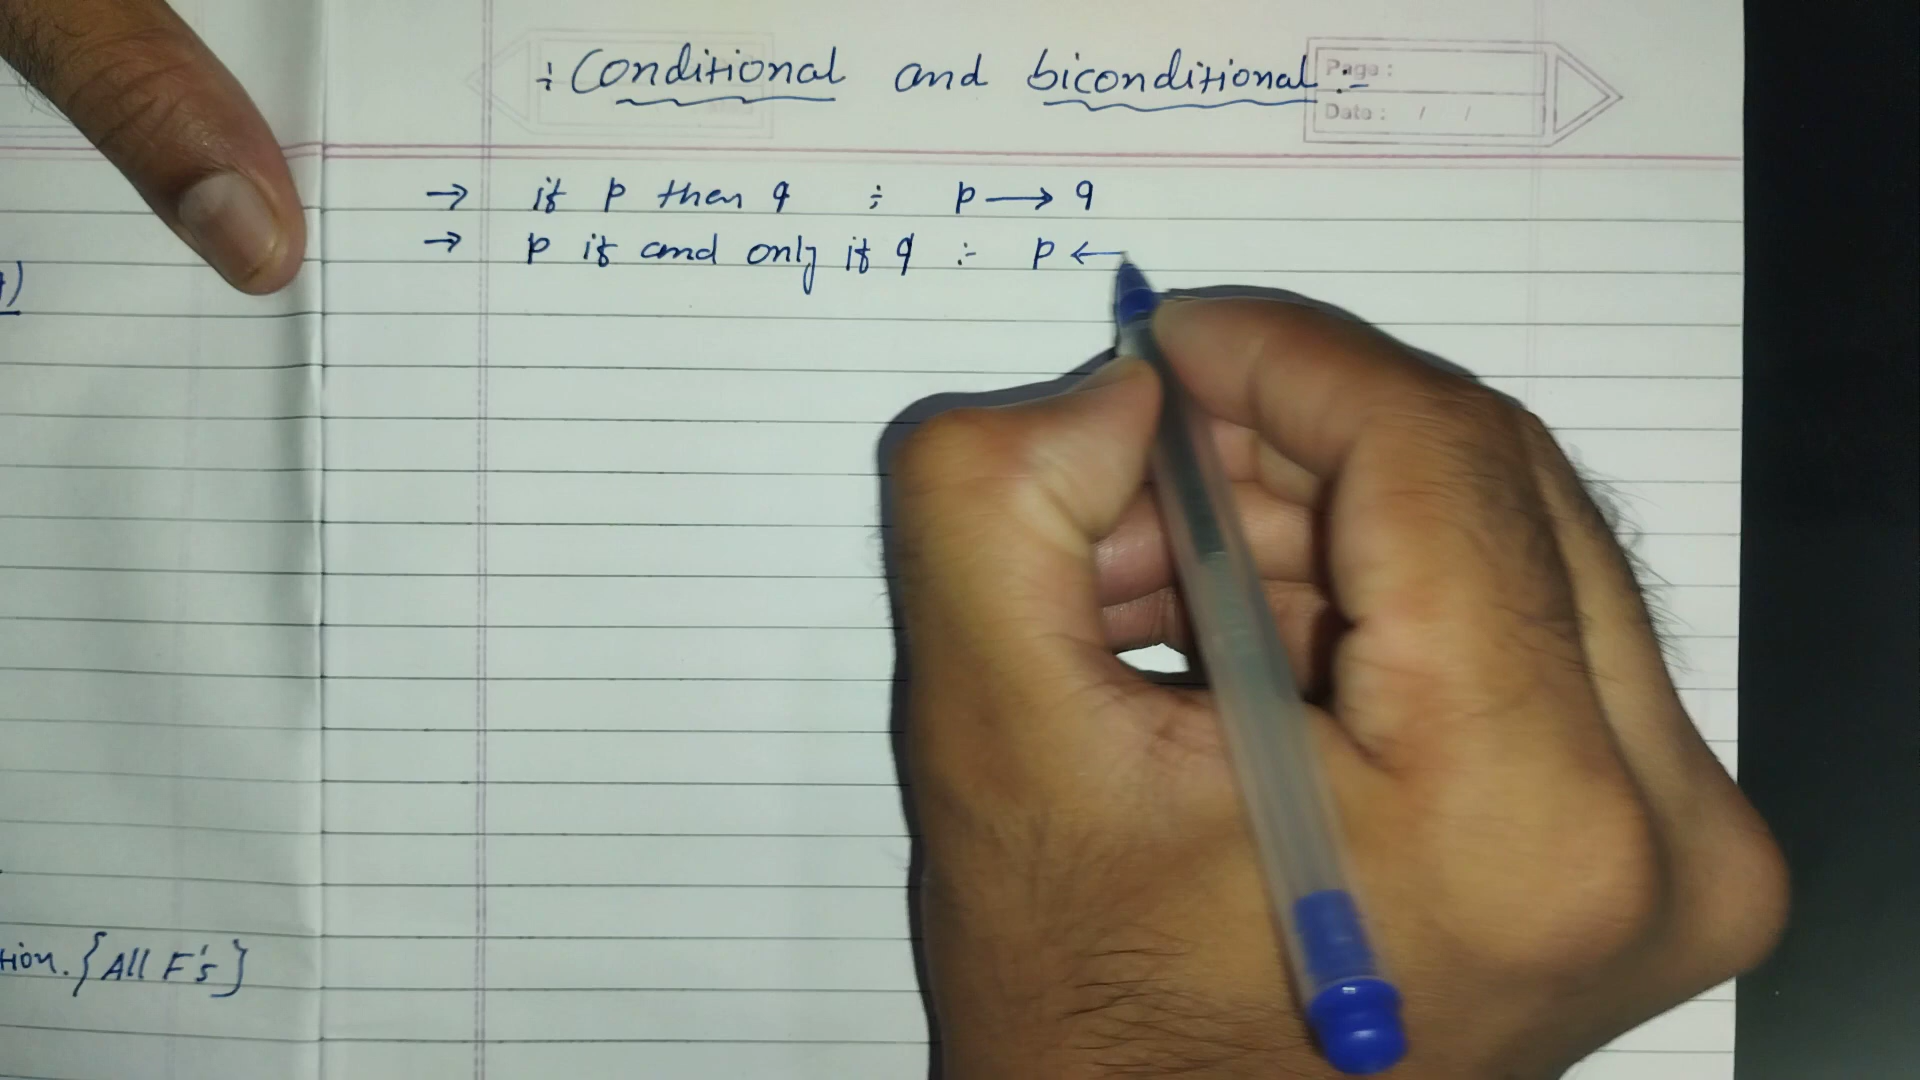 :- Conditional and biconditional :-
Page :
Date : / /
→ if p then q :- p → q
→ p if and only if q :- p ←
tion. {All F's}